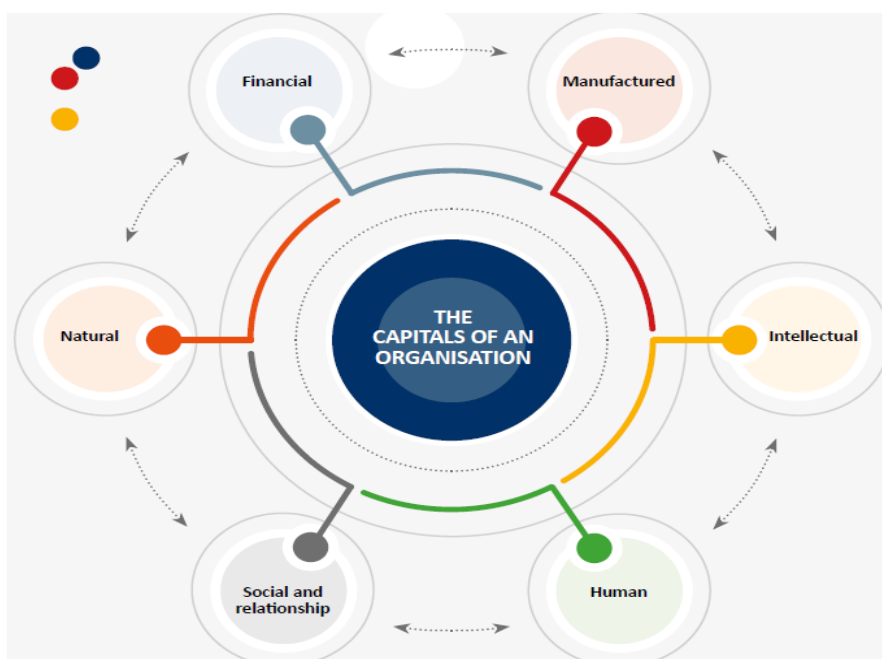 Financial
Manufactured
THE
CAPITALS OF AN
ORGANISATION
Natural
Intellectual
Social and
relationship
Human